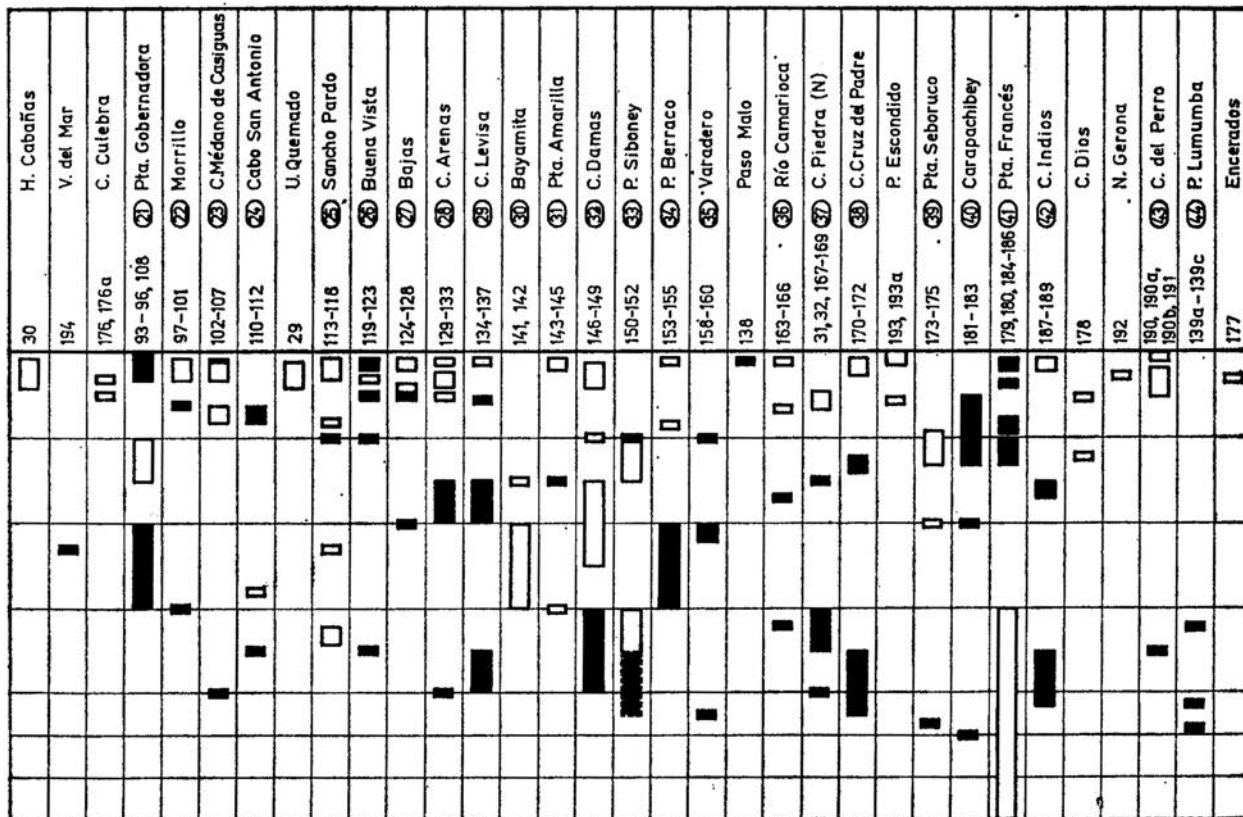 H. Cabañas
30
V. del Mar
194
C. Culebra
176, 176a
㉑ Pta. Gobernadora
93–96, 108
㉒ Morrillo
97–101
㉓ C. Médano de Casiguas
102–107
㉔ Cabo San Antonio
110–112
U. Quemado
29
㉕ Sancho Pardo
113–118
㉖ Buena Vista
119–123
㉗ Bajas
124–128
㉘ C. Arenas
129–133
㉙ C. Levisa
134–137
㉚ Bayamita
141, 142
㉛ Pta. Amarilla
143–145
㉜ C. Damas
146–149
㉝ P. Siboney
150–152
㉞ P. Beraco
153–155
㉟ Varadero
158–160
Paso Malo
138
㊱ Río Camarioca
163–166
㊲ C. Piedra (N)
31, 32, 167–169
㊳ C. Cruz del Padre
170–172
P. Escondido
193, 193a
㊴ Pta. Seboruco
173–175
㊵ Carapachibey
181–183
㊶ Pta. Francés
179, 180, 184–186
㊷ C. Indios
187–189
C. Dios
178
N. Gerona
192
㊸ C. del Perro
190, 190a,
190b, 191
㊹ P. Lumumba
139a–139c
Encerados
177